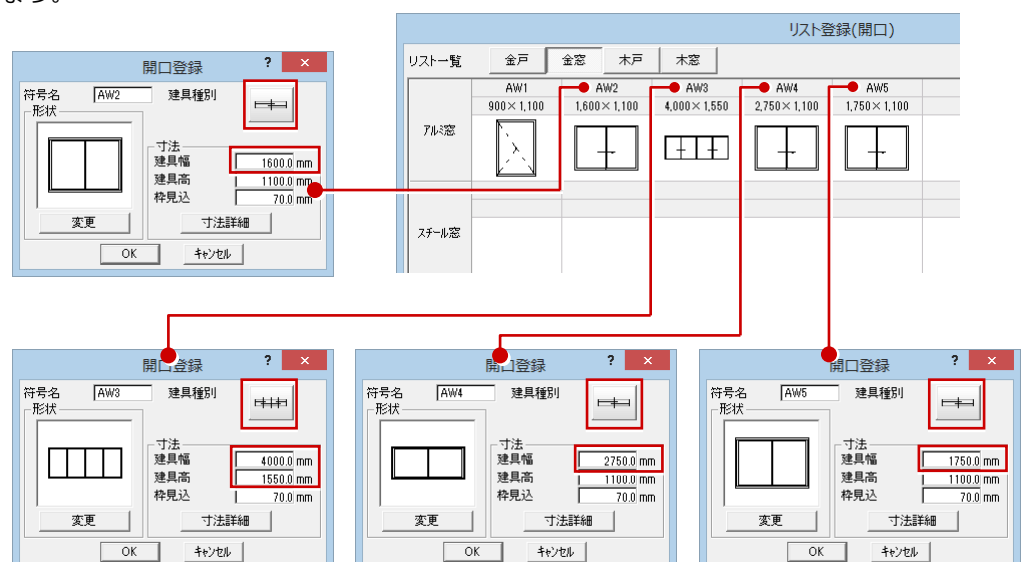 ます。
開口登録 ? ×
符号名 AW2 建具種別
形状
寸法
建具幅 1600.0 mm
建具高 1100.0 mm
枠見込 70.0 mm
変更 寸法詳細
OK キャンセル
リスト登録(開口)
リスト一覧 金戸 金窓 木戸 木窓
AW1 AW2 AW3 AW4 AW5
900×1,100 1,600×1,100 4,000×1,550 2,750×1,100 1,750×1,100
アルミ窓
スチール窓
開口登録 ? ×
符号名 AW3 建具種別
形状
寸法
建具幅 4000.0 mm
建具高 1550.0 mm
枠見込 70.0 mm
変更 寸法詳細
OK キャンセル
開口登録 ? ×
符号名 AW4 建具種別
形状
寸法
建具幅 2750.0 mm
建具高 1100.0 mm
枠見込 70.0 mm
変更 寸法詳細
OK キャンセル
開口登録 ? ×
符号名 AW5 建具種別
形状
寸法
建具幅 1750.0 mm
建具高 1100.0 mm
枠見込 70.0 mm
変更 寸法詳細
OK キャンセル